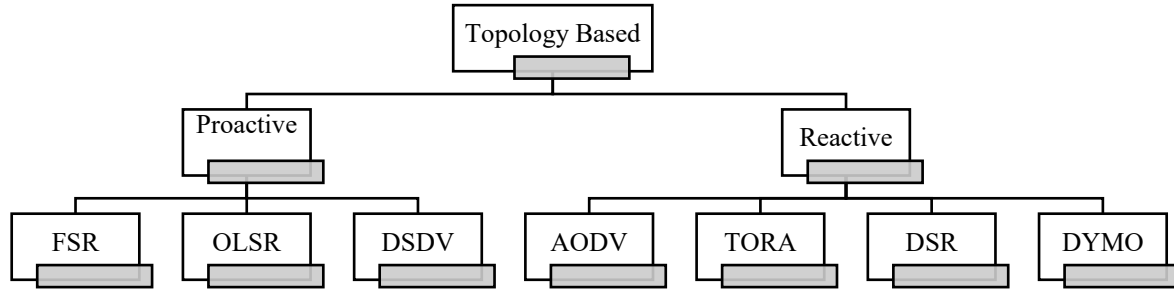 Topology Based
Proactive
Reactive
FSR
OLSR
DSDV
AODV
TORA
DSR
DYMO